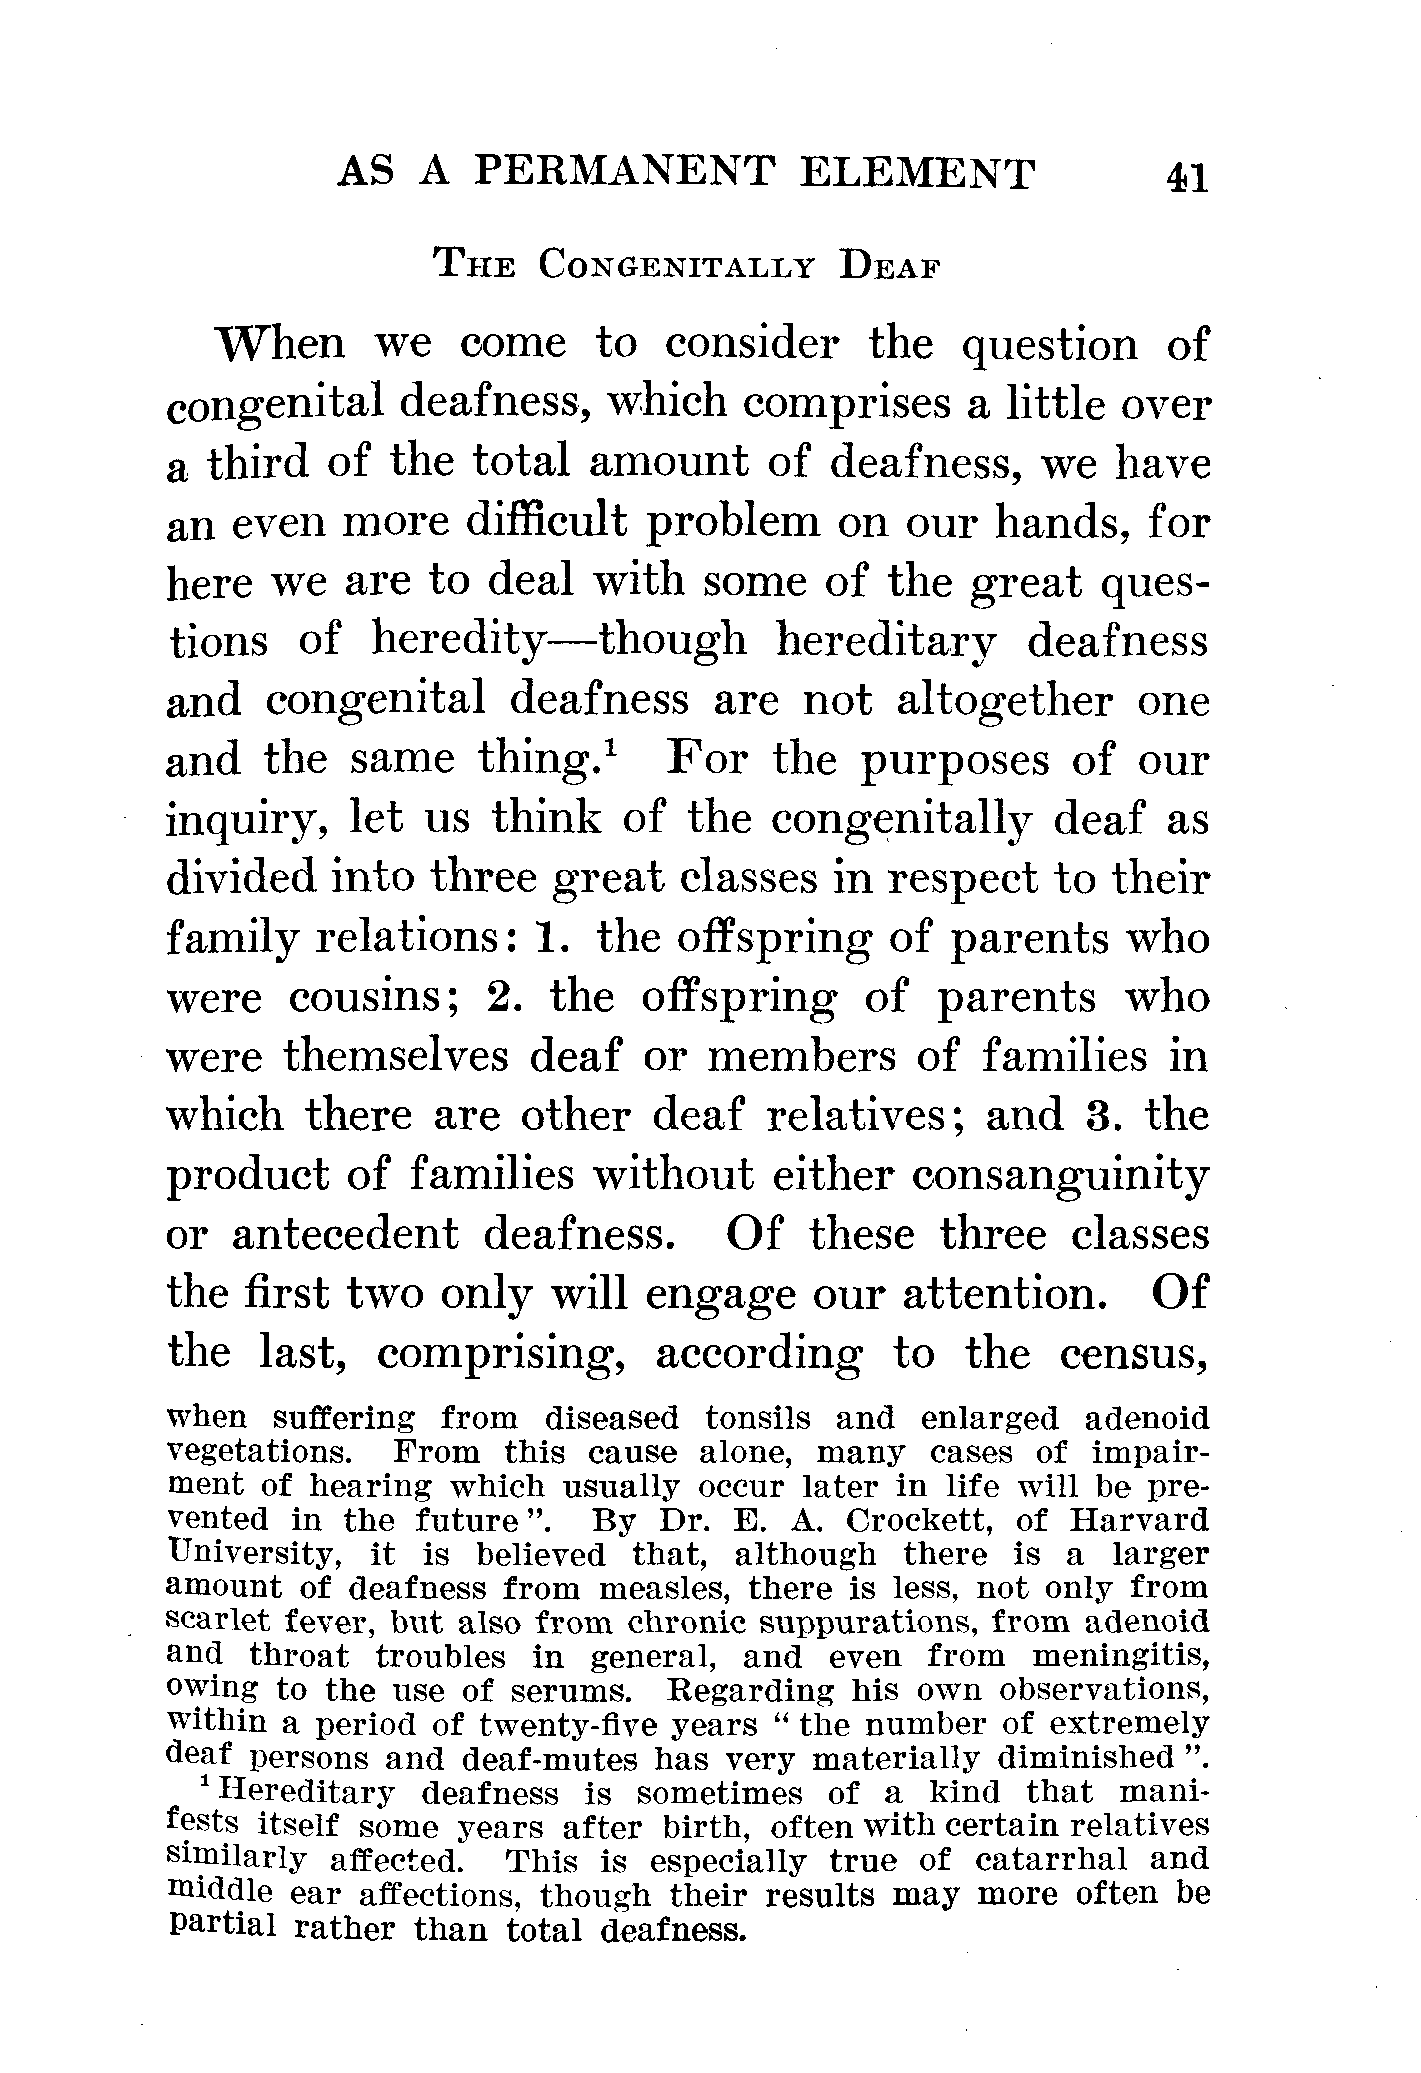 AS A PERMANENT ELEMENT 41
THE CONGENITALLY DEAF
When we come to consider the question of
congenital deafness, which comprises a little over
a third of the total amount of deafness, we have
an even more difficult problem on our hands, for
here we are to deal with some of the great ques-
tions of heredity—though hereditary deafness
and congenital deafness are not altogether one
and the same thing.¹ For the purposes of our
inquiry, let us think of the congenitally deaf as
divided into three great classes in respect to their
family relations: 1. the offspring of parents who
were cousins; 2. the offspring of parents who
were themselves deaf or members of families in
which there are other deaf relatives; and 3. the
product of families without either consanguinity
or antecedent deafness. Of these three classes
the first two only will engage our attention. Of
the last, comprising, according to the census,
when suffering from diseased tonsils and enlarged adenoid
vegetations. From this cause alone, many cases of impair-
ment of hearing which usually occur later in life will be pre-
vented in the future”. By Dr. E. A. Crockett, of Harvard
University, it is believed that, although there is a larger
amount of deafness from measles, there is less, not only from
scarlet fever, but also from chronic suppurations, from adenoid
and throat troubles in general, and even from meningitis,
owing to the use of serums. Regarding his own observations,
within a period of twenty-five years “the number of extremely
deaf persons and deaf-mutes has very materially diminished”.
¹ Hereditary deafness is sometimes of a kind that mani-
fests itself some years after birth, often with certain relatives
similarly affected. This is especially true of catarrhal and
middle ear affections, though their results may more often be
partial rather than total deafness.